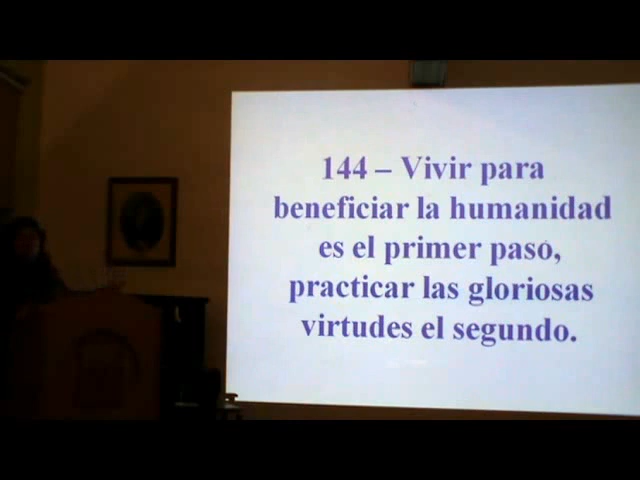 144 – Vivir para
beneficiar la humanidad
es el primer paso,
practicar las gloriosas
virtudes el segundo.